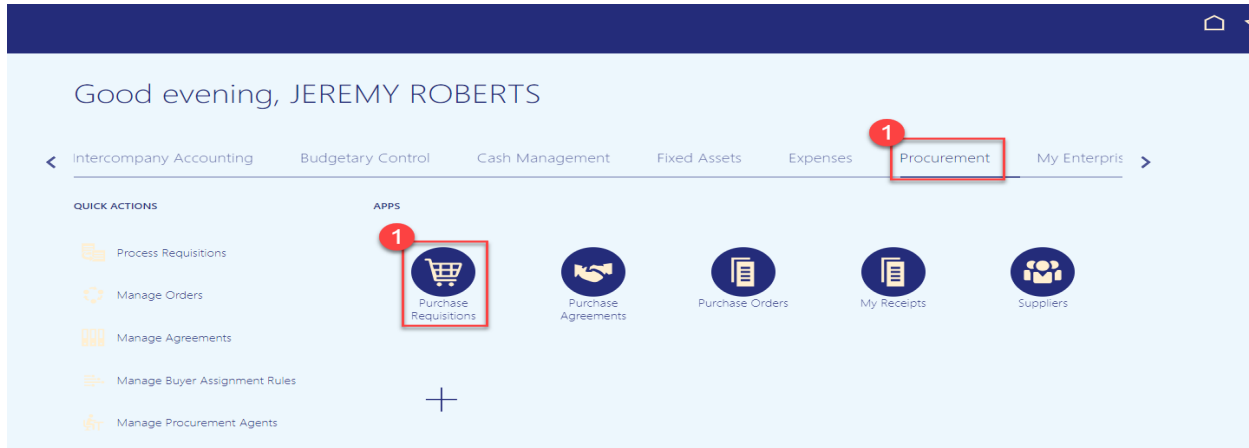 Good evening, JEREMY ROBERTS
1
Intercompany Accounting Budgetary Control Cash Management Fixed Assets Expenses Procurement My Enterpris
QUICK ACTIONS
APPS
1
Process Requisitions
Manage Orders
Manage Agreements
Manage Buyer Assignment Rules
Manage Procurement Agents
Purchase
Requisitions
Purchase
Agreements
Purchase Orders
My Receipts
Suppliers